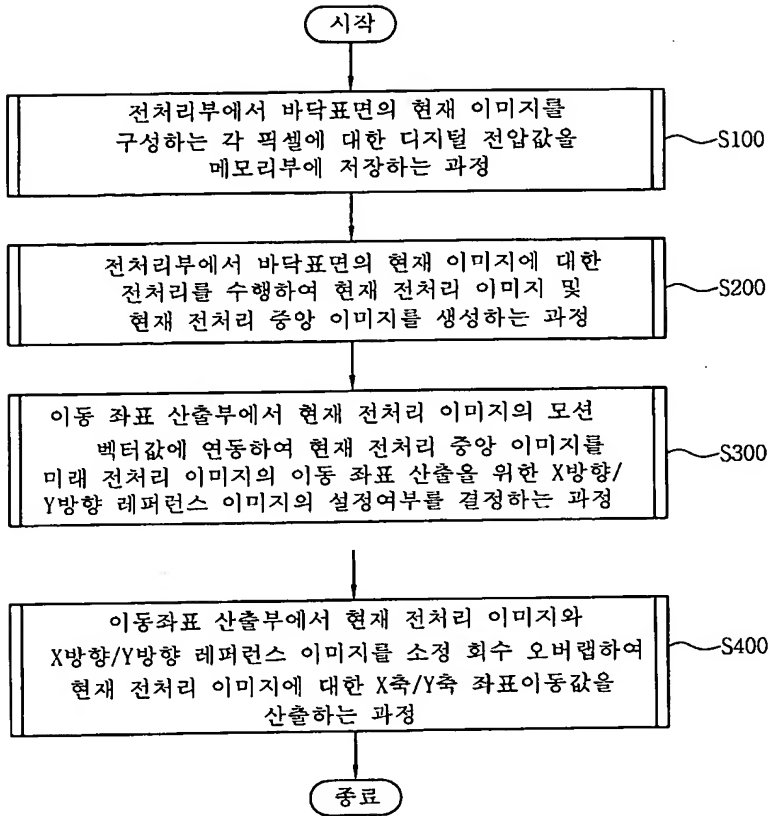 시작
전처리부에서 바닥표면의 현재 이미지를
구성하는 각 픽셀에 대한 디지털 전압값을
메모리부에 저장하는 과정
S100
전처리부에서 바닥표면의 현재 이미지에 대한
전처리를 수행하여 현재 전처리 이미지 및
현재 전처리 중앙 이미지를 생성하는 과정
S200
이동 좌표 산출부에서 현재 전처리 이미지의 모션
벡터값에 연동하여 현재 전처리 중앙 이미지를
미래 전처리 이미지의 이동 좌표 산출을 위한 X방향/
Y방향 레퍼런스 이미지의 설정여부를 결정하는 과정
S300
이동좌표 산출부에서 현재 전처리 이미지와
X방향/Y방향 레퍼런스 이미지를 소정 회수 오버랩하여
현재 전처리 이미지에 대한 X축/Y축 좌표이동값을
산출하는 과정
S400
종료